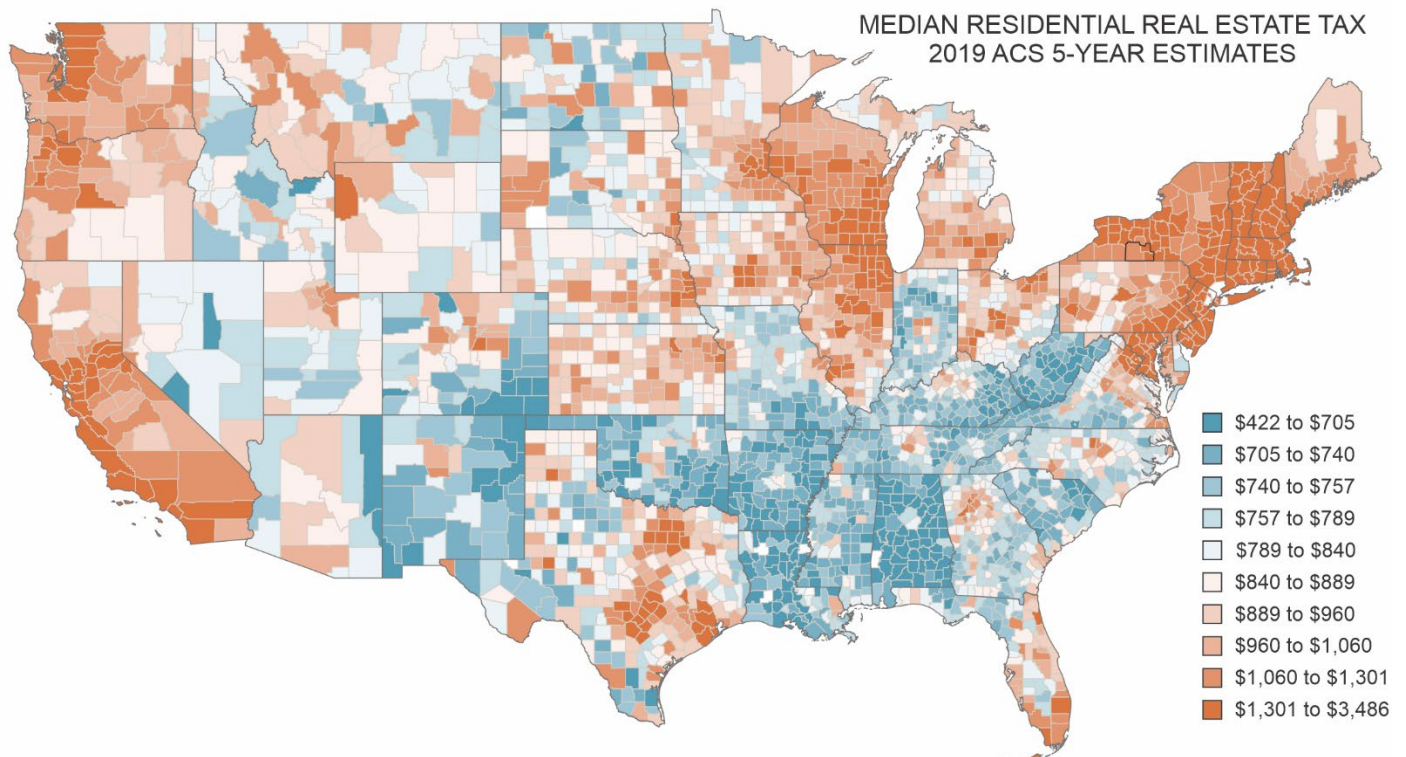 MEDIAN RESIDENTIAL REAL ESTATE TAX
2019 ACS 5-YEAR ESTIMATES
$422 to $705
$705 to $740
$740 to $757
$757 to $789
$789 to $840
$840 to $889
$889 to $960
$960 to $1,060
$1,060 to $1,301
$1,301 to $3,486